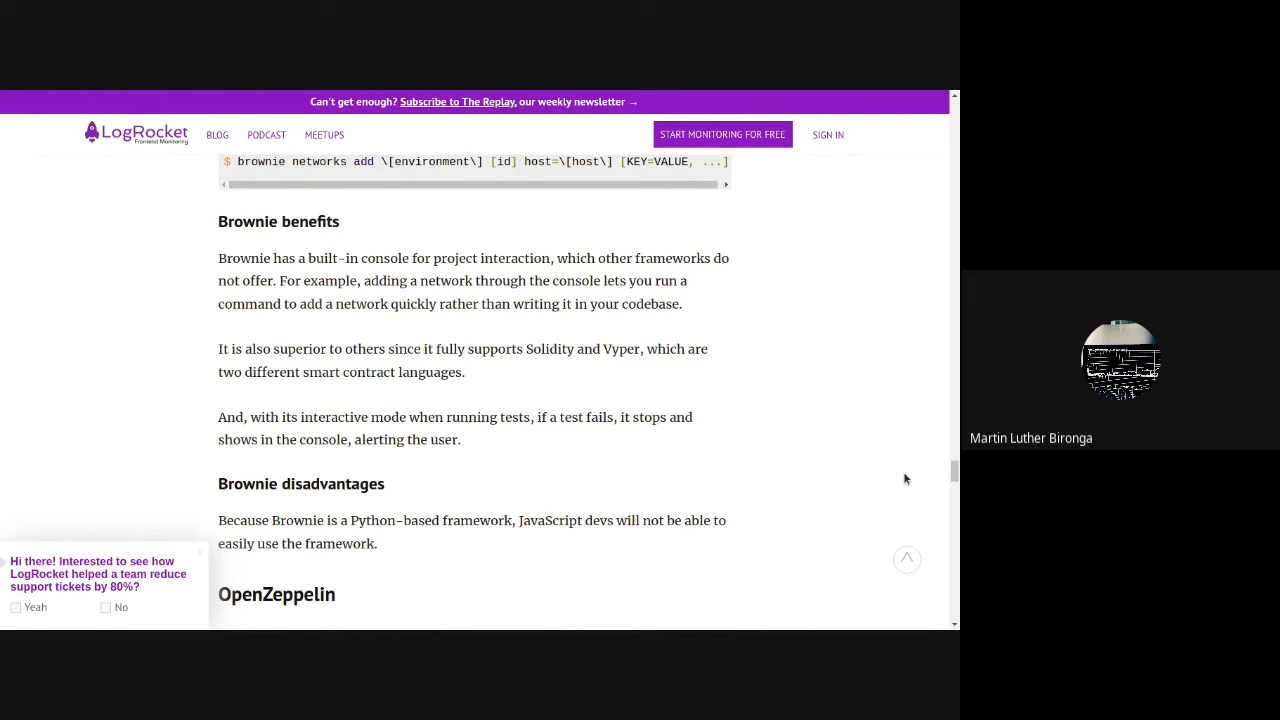 Can't get enough? Subscribe to The Replay, our weekly newsletter →
LogRocket
Frontend Monitoring
BLOG
PODCAST
MEETUPS
START MONITORING FOR FREE
SIGN IN
$ brownie networks add \[environment\] [id] host=\[host\] [KEY=VALUE, ...]
Brownie benefits
Brownie has a built-in console for project interaction, which other frameworks do
not offer. For example, adding a network through the console lets you run a
command to add a network quickly rather than writing it in your codebase.
It is also superior to others since it fully supports Solidity and Vyper, which are
two different smart contract languages.
And, with its interactive mode when running tests, if a test fails, it stops and
shows in the console, alerting the user.
Brownie disadvantages
Because Brownie is a Python-based framework, JavaScript devs will not be able to
easily use the framework.
OpenZeppelin
Hi there! Interested to see how
LogRocket helped a team reduce
support tickets by 80%?
X
Yeah
No
Martin Luther Bironga